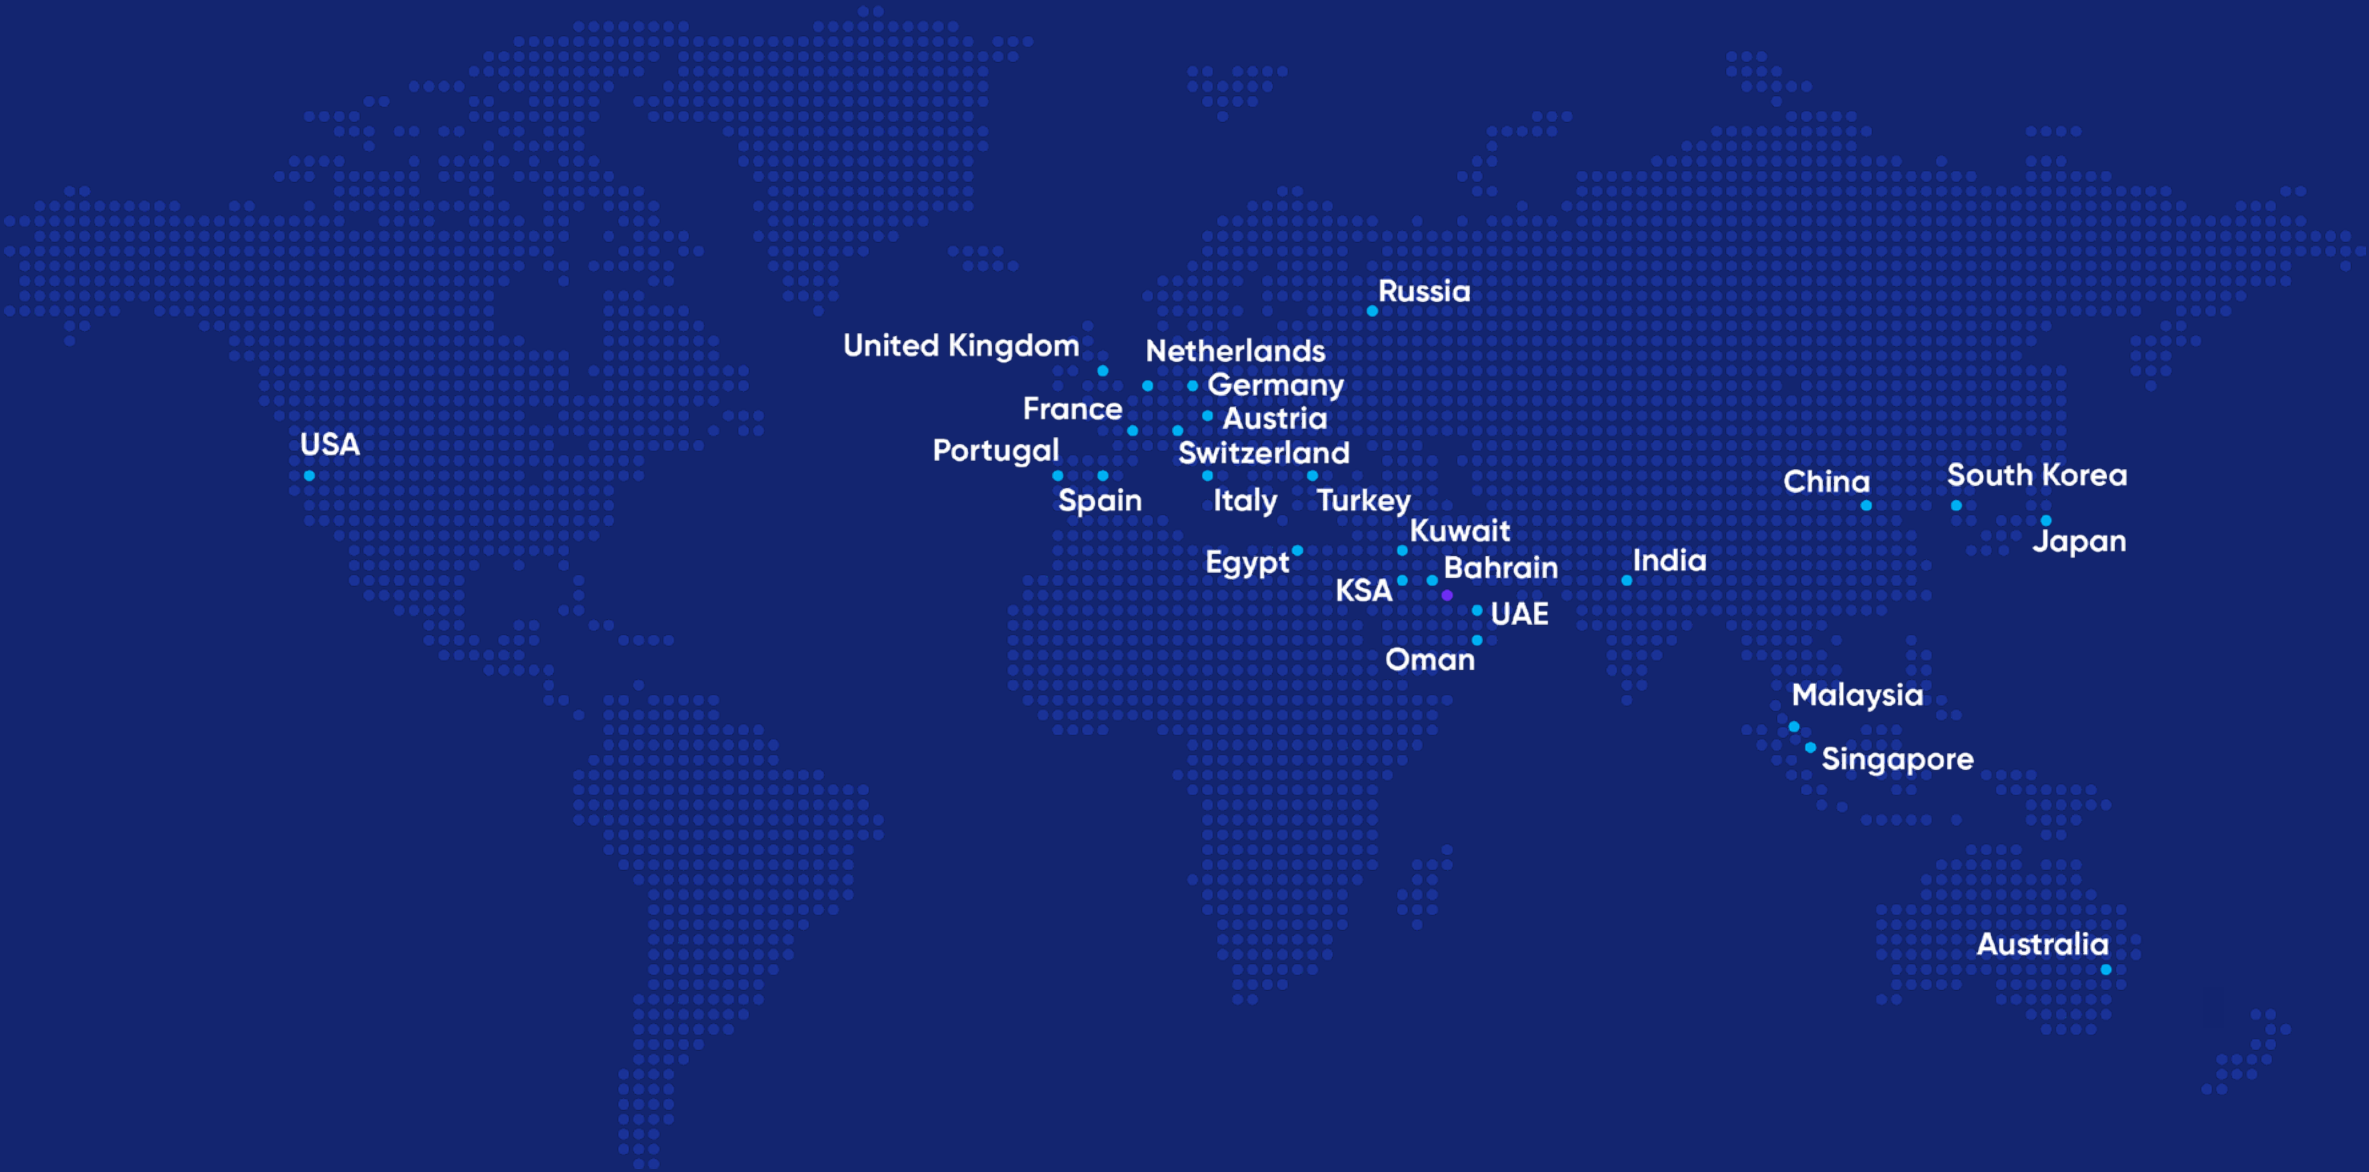 Russia
United Kingdom
Netherlands
Germany
France
Austria
USA
Portugal
Switzerland
Spain
Italy
Turkey
China
South Korea
Kuwait
Japan
Egypt
Bahrain
India
KSA
UAE
Oman
Malaysia
Singapore
Australia